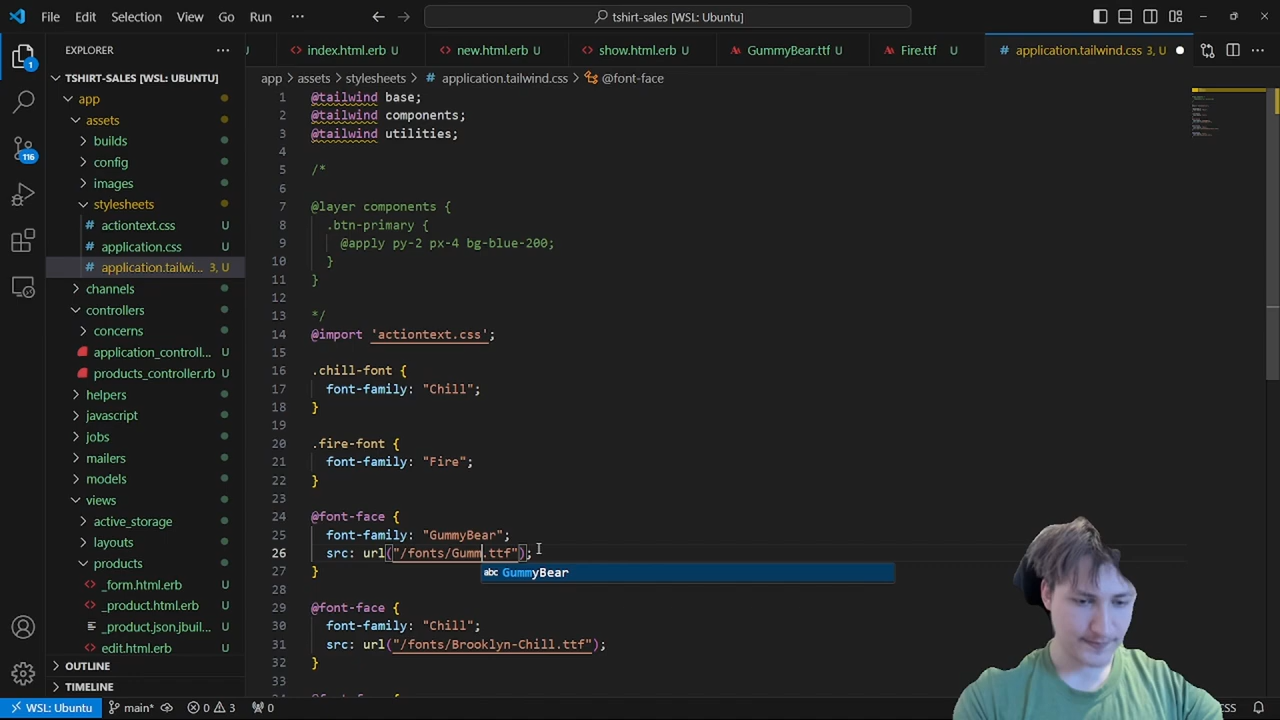 File Edit Selection View Go Run ··· tshirt-sales [WSL: Ubuntu]
EXPLORER ···
index.html.erb U new.html.erb U show.html.erb U GummyBear.ttf U Fire.ttf U application.tailwind.css 3, U ···
TSHIRT-SALES [WSL: UBUNTU]
app > assets > stylesheets > # application.tailwind.css > @font-face
app
assets
builds
config
images
stylesheets
# actiontext.css U
# application.css U
# application.tailwi... 3, U
channels
controllers
concerns
application_controll... U
products_controller.rb U
helpers
javascript
jobs
mailers
models
views
active_storage
layouts
products
_form.html.erb U
_product.html.erb U
_product.json.jbui... U
edit.html.erb U
OUTLINE
TIMELINE
1
116
1 @tailwind base;
2 @tailwind components;
3 @tailwind utilities;
4
5 /*
6
7 @layer components {
8 .btn-primary {
9 @apply py-2 px-4 bg-blue-200;
10 }
11 }
12
13 */
14 @import 'actiontext.css';
15
16 .chill-font {
17 font-family: "Chill";
18 }
19
20 .fire-font {
21 font-family: "Fire";
22 }
23
24 @font-face {
25 font-family: "GummyBear";
26 src: url("/fonts/Gumm.ttf");
abc GummyBear
27 }
28
29 @font-face {
30 font-family: "Chill";
31 src: url("/fonts/Brooklyn-Chill.ttf");
32 }
33
34 @font-face {
WSL: Ubuntu main* 0 3 0 CSS